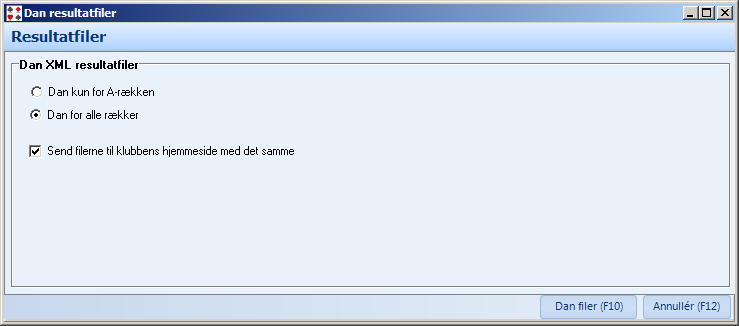 Dan resultatfiler
Resultatfiler
Dan XML resultatfiler
Dan kun for A-rækken
Dan for alle rækker
Send filerne til klubbens hjemmeside med det samme
Dan filer (F10)
Annullér (F12)